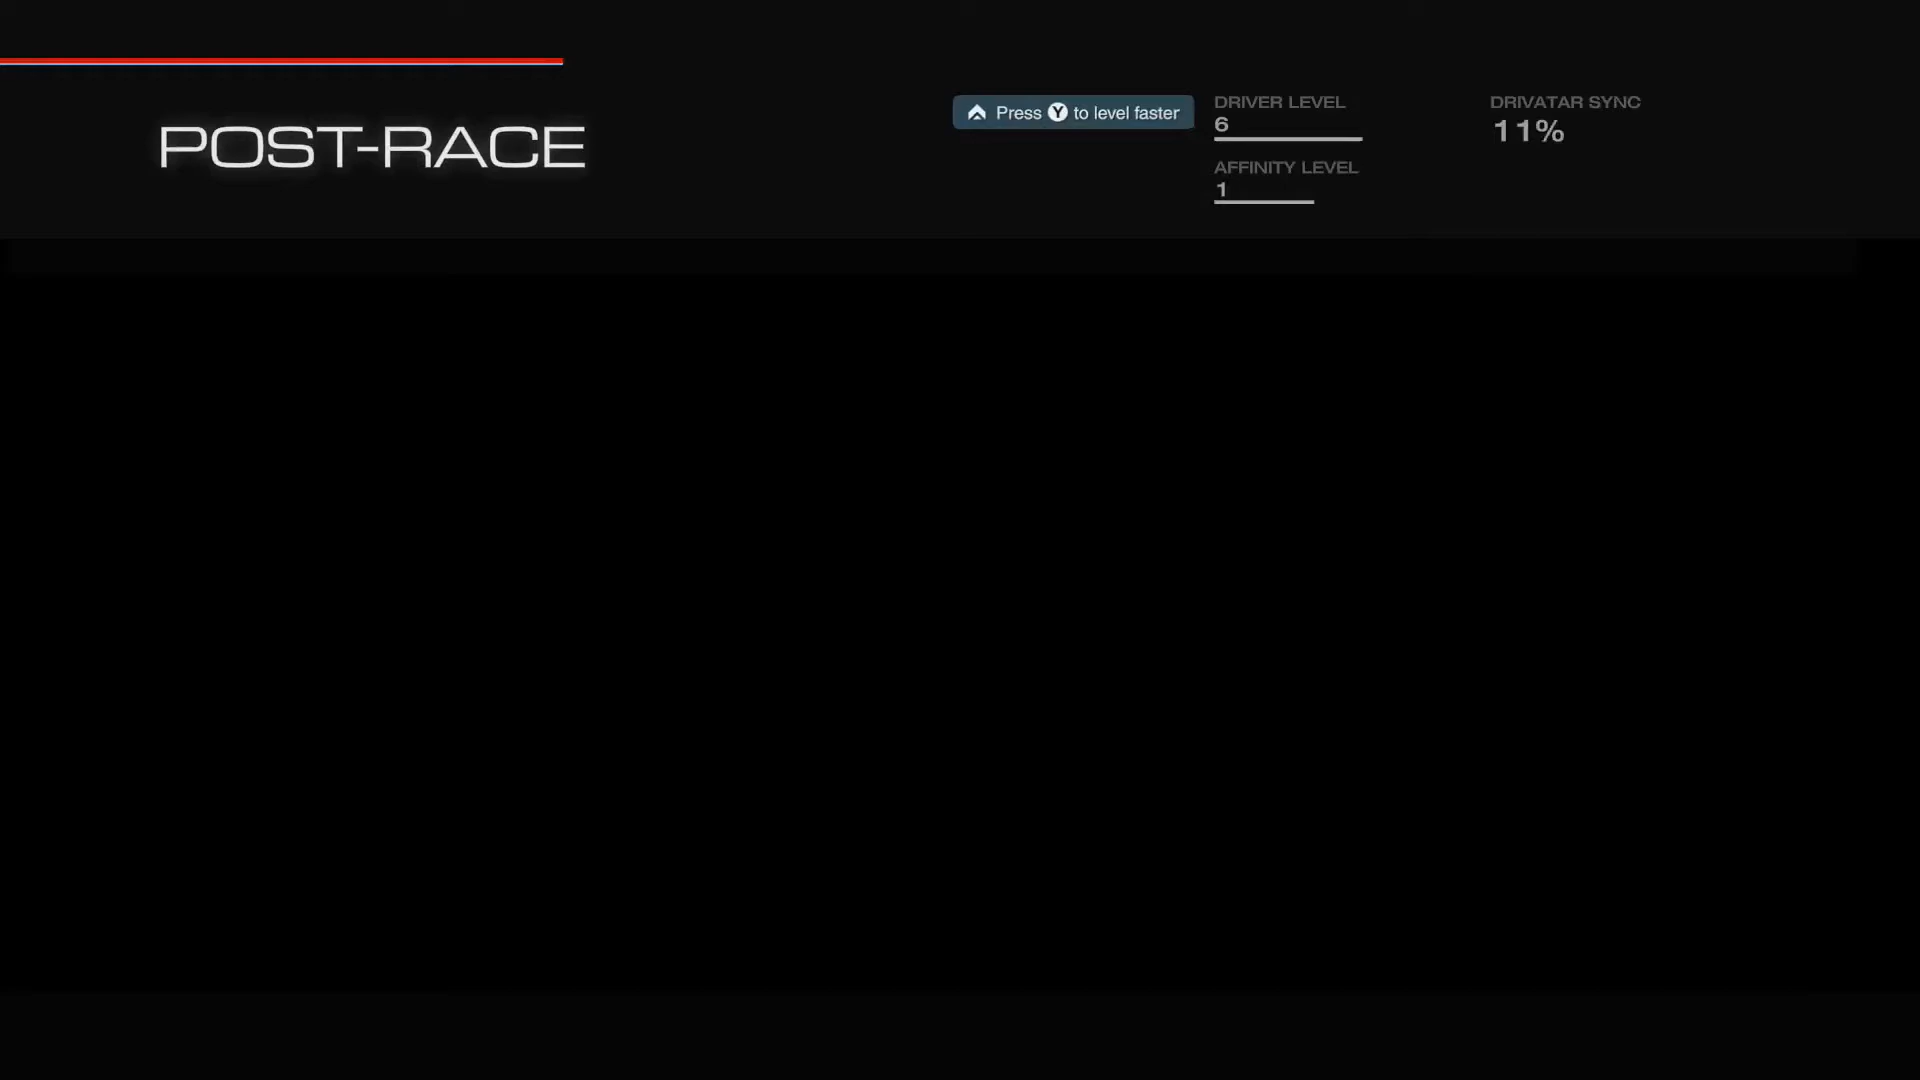 POST-RACE
Press Y to level faster
DRIVER LEVEL
6
AFFINITY LEVEL
1
DRIVATAR SYNC
11%